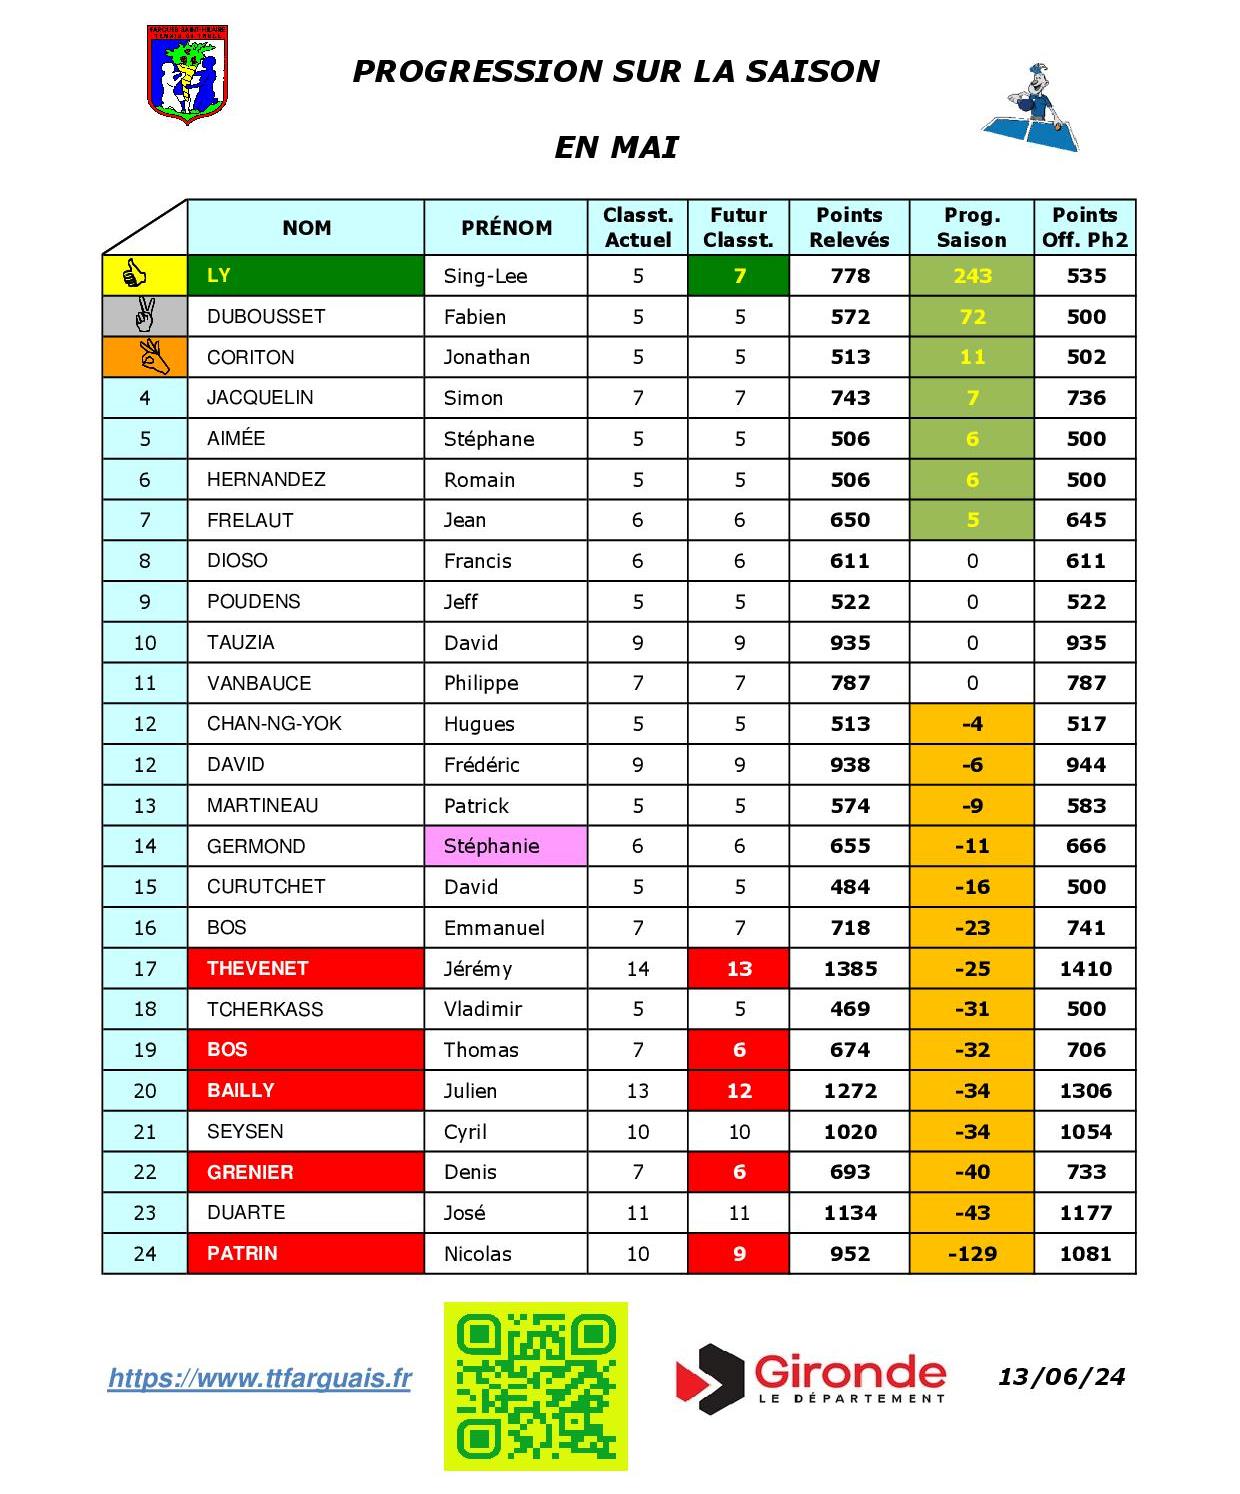 FARGUES SAINT-HILAIRE
TENNIS DE TABLE
PROGRESSION SUR LA SAISON
EN MAI
NOM PRÉNOM Classt. Actuel Futur Classt. Points Relevés Prog. Saison Points Off. Ph2
LY Sing-Lee 5 7 778 243 535
DUBOUSSET Fabien 5 5 572 72 500
CORITON Jonathan 5 5 513 11 502
4 JACQUELIN Simon 7 7 743 7 736
5 AIMÉE Stéphane 5 5 506 6 500
6 HERNANDEZ Romain 5 5 506 6 500
7 FRELAUT Jean 6 6 650 5 645
8 DIOSO Francis 6 6 611 0 611
9 POUDENS Jeff 5 5 522 0 522
10 TAUZIA David 9 9 935 0 935
11 VANBAUCE Philippe 7 7 787 0 787
12 CHAN-NG-YOK Hugues 5 5 513 -4 517
12 DAVID Frédéric 9 9 938 -6 944
13 MARTINEAU Patrick 5 5 574 -9 583
14 GERMOND Stéphanie 6 6 655 -11 666
15 CURUTCHET David 5 5 484 -16 500
16 BOS Emmanuel 7 7 718 -23 741
17 THEVENET Jérémy 14 13 1385 -25 1410
18 TCHERKASS Vladimir 5 5 469 -31 500
19 BOS Thomas 7 6 674 -32 706
20 BAILLY Julien 13 12 1272 -34 1306
21 SEYSEN Cyril 10 10 1020 -34 1054
22 GRENIER Denis 7 6 693 -40 733
23 DUARTE José 11 11 1134 -43 1177
24 PATRIN Nicolas 10 9 952 -129 1081
https://www.ttfarguais.fr
Gironde
LE DÉPARTEMENT
13/06/24